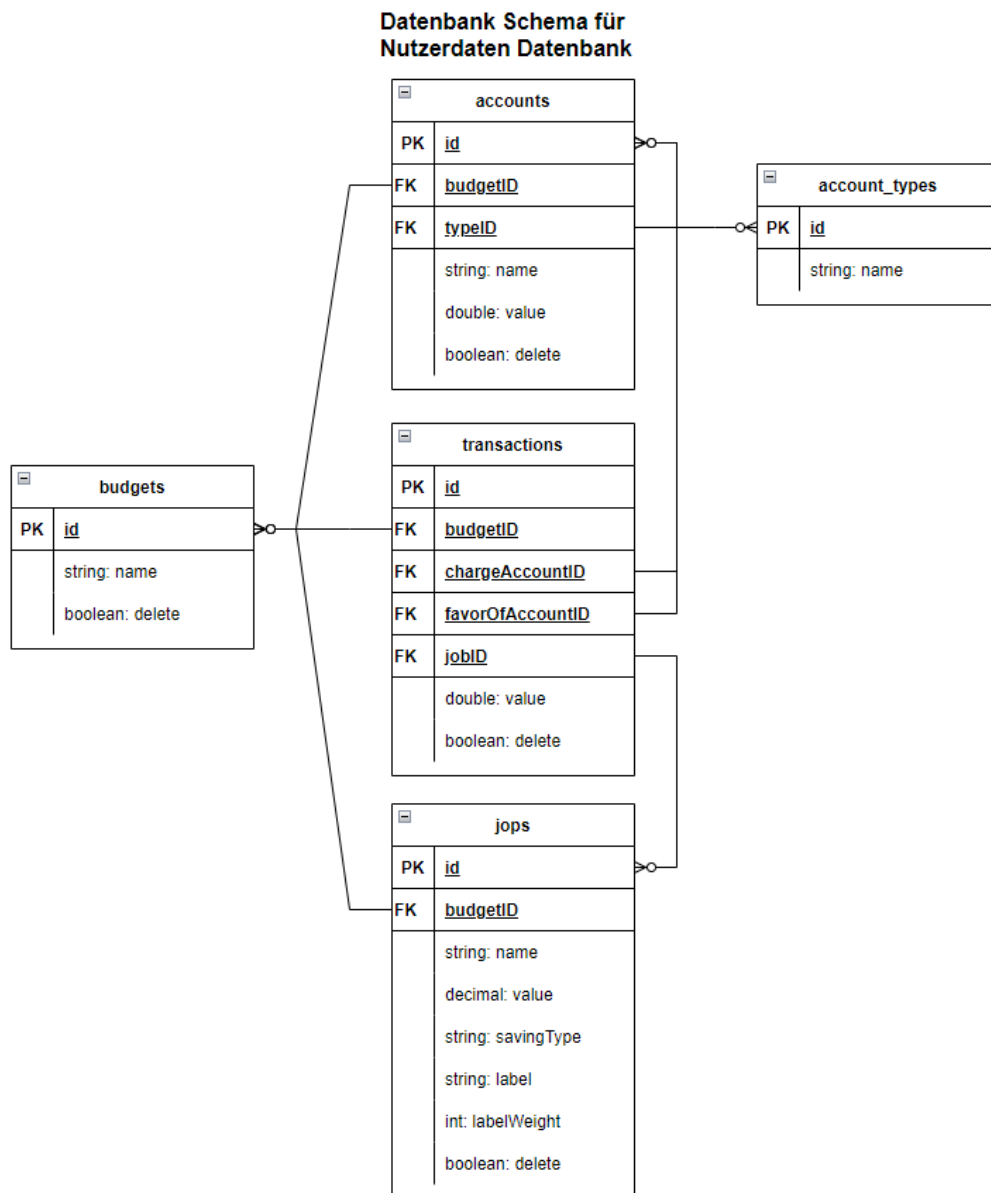 Datenbank Schema für
Nutzerdaten Datenbank
accounts
PK id
FK budgetID
FK typeID
string: name
double: value
boolean: delete
account_types
PK id
string: name
transactions
PK id
FK budgetID
FK chargeAccountID
FK favorOfAccountID
FK jobID
double: value
boolean: delete
budgets
PK id
string: name
boolean: delete
jops
PK id
FK budgetID
string: name
decimal: value
string: savingType
string: label
int: labelWeight
boolean: delete